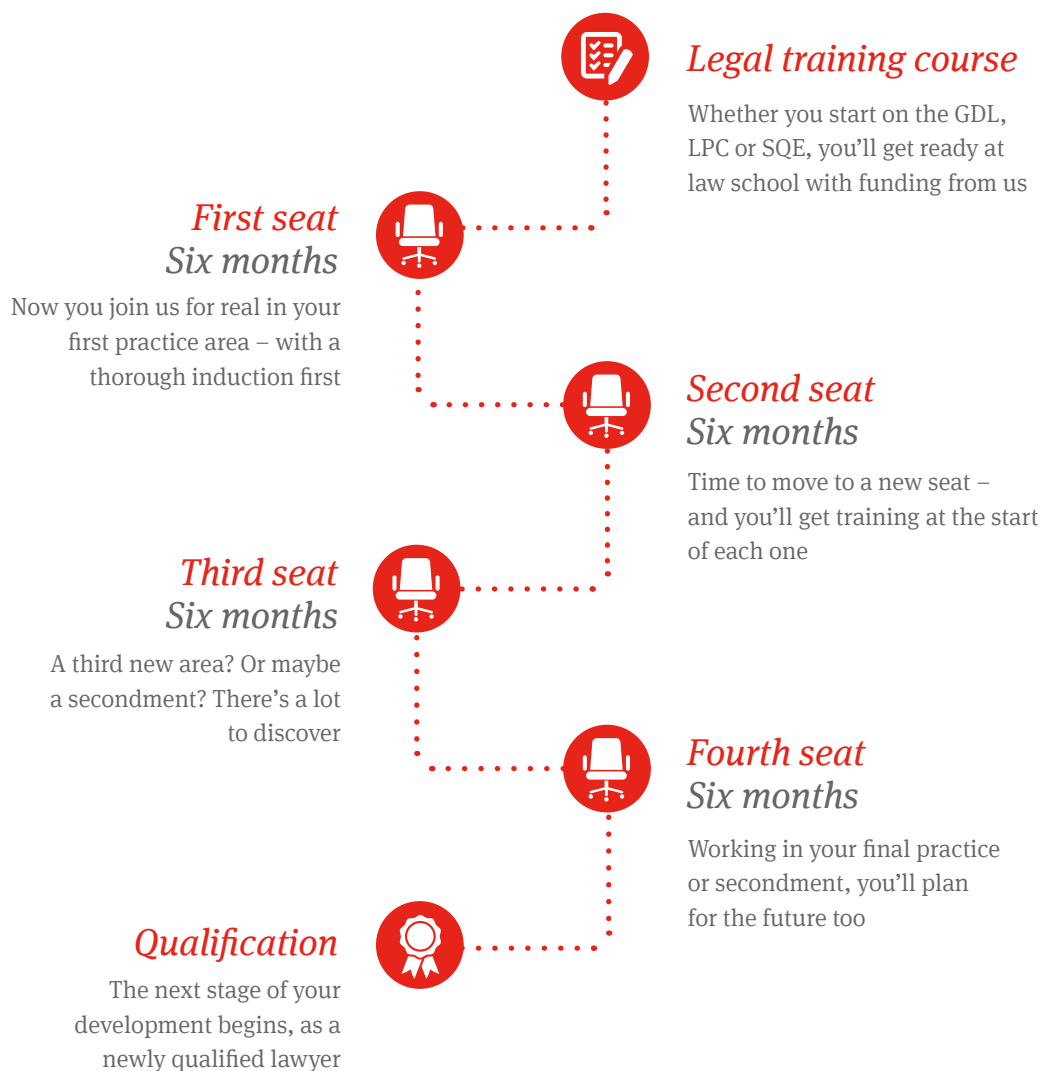 Legal training course
Whether you start on the GDL,
LPC or SQE, you’ll get ready at
law school with funding from us
First seat
Six months
Now you join us for real in your
first practice area – with a
thorough induction first
Second seat
Six months
Time to move to a new seat –
and you’ll get training at the start
of each one
Third seat
Six months
A third new area? Or maybe
a secondment? There’s a lot
to discover
Fourth seat
Six months
Working in your final practice
or secondment, you’ll plan
for the future too
Qualification
The next stage of your
development begins, as a
newly qualified lawyer